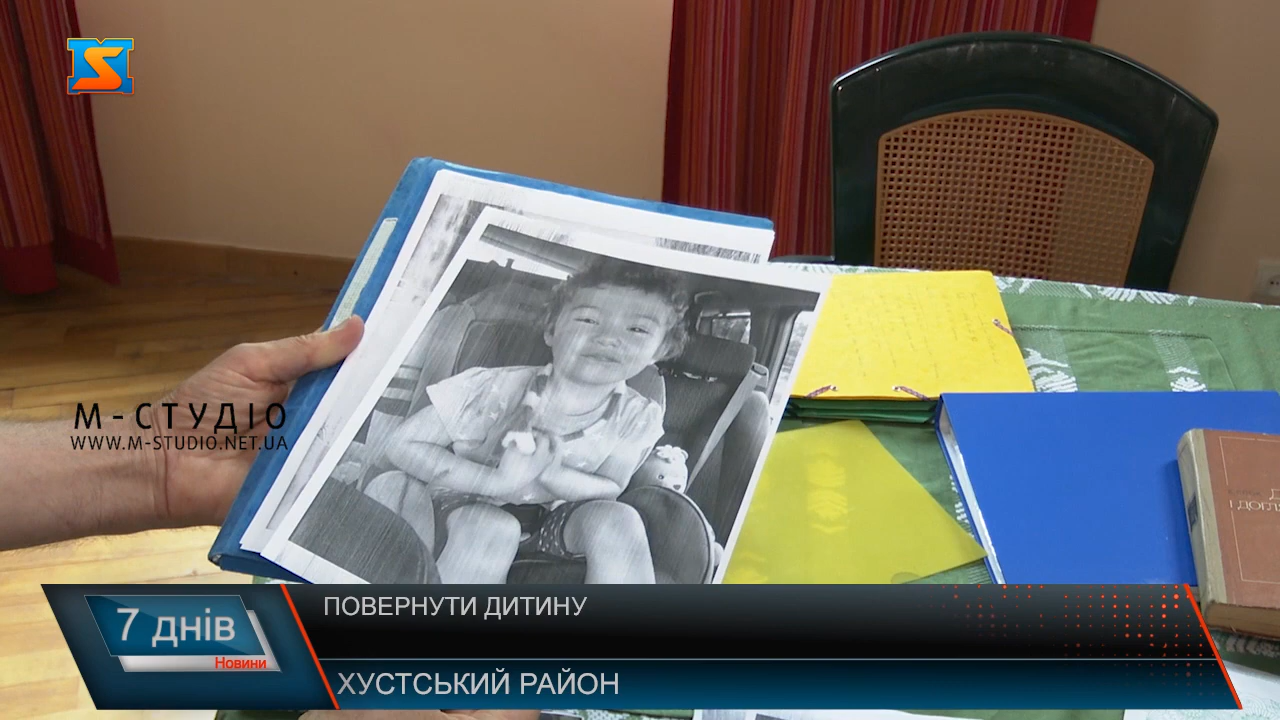 М-СТУДІО
WWW.M-STUDIO.NET.UA
7 днів
Новини
ПОВЕРНУТИ ДИТИНУ
ХУСТСЬКИЙ РАЙОН